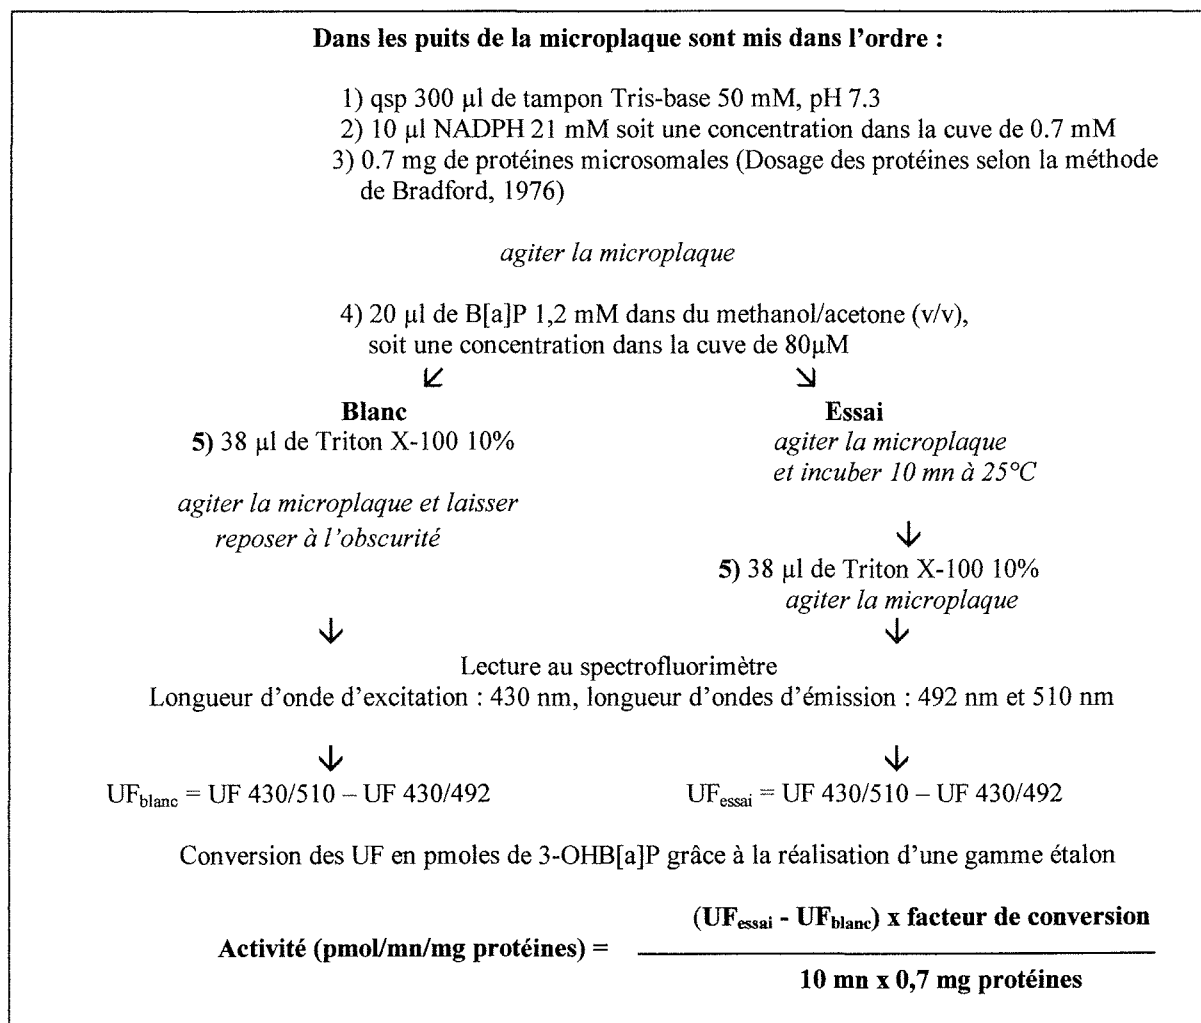 Dans les puits de la microplaque sont mis dans l'ordre :
1) qsp 300 µl de tampon Tris-base 50 mM, pH 7.3
2) 10 µl NADPH 21 mM soit une concentration dans la cuve de 0.7 mM
3) 0.7 mg de protéines microsomales (Dosage des protéines selon la méthode
de Bradford, 1976)
agiter la microplaque
4) 20 µl de B[a]P 1,2 mM dans du methanol/acetone (v/v),
soit une concentration dans la cuve de 80µM
Blanc
5) 38 µl de Triton X-100 10%
agiter la microplaque et laisser
reposer à l'obscurité
Essai
agiter la microplaque
et incuber 10 mn à 25°C
5) 38 µl de Triton X-100 10%
agiter la microplaque
Lecture au spectrofluorimètre
Longueur d'onde d'excitation : 430 nm, longueur d'ondes d'émission : 492 nm et 510 nm
UFblanc = UF 430/510 – UF 430/492
UFessai = UF 430/510 – UF 430/492
Conversion des UF en pmoles de 3-OHB[a]P grâce à la réalisation d'une gamme étalon
(UFessai - UFblanc) x facteur de conversion
Activité (pmol/mn/mg protéines) =
10 mn x 0,7 mg protéines